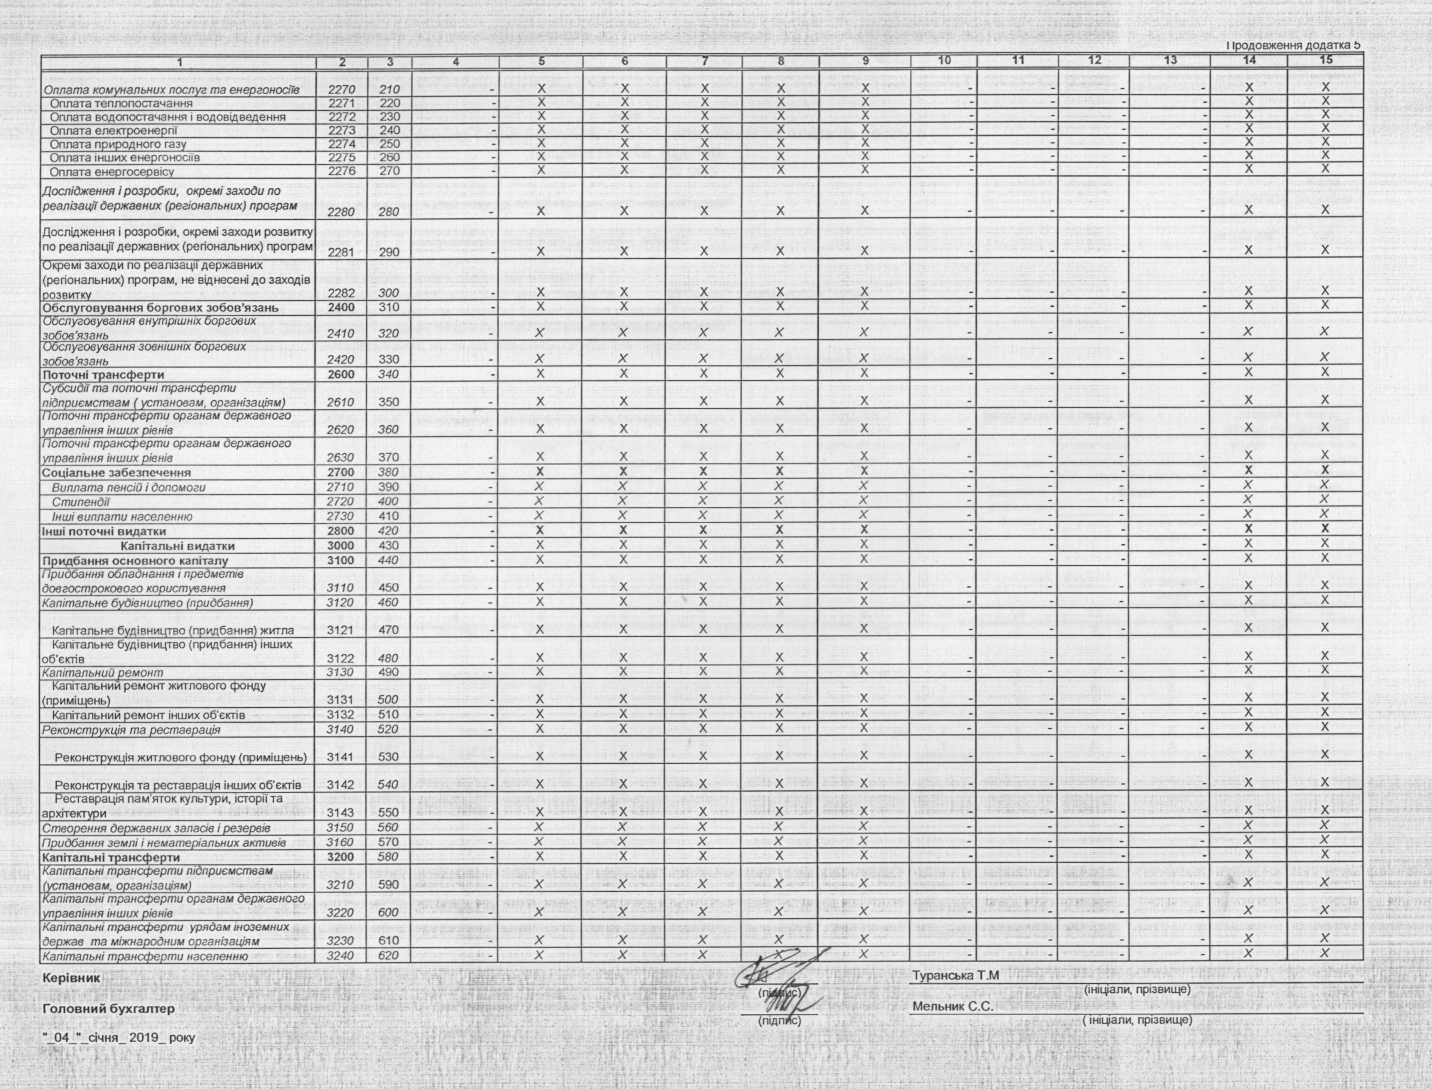 Продовження додатка 5
1 2 3 4 5 6 7 8 9 10 11 12 13 14 15
Оплата комунальних послуг та енергоносіїв 2270 210 - X X X X X - - - - X X
Оплата теплопостачання 2271 220 - X X X X X - - - - X X
Оплата водопостачання і водовідведення 2272 230 - X X X X X - - - - X X
Оплата електроенергії 2273 240 - X X X X X - - - - X X
Оплата природного газу 2274 250 - X X X X X - - - - X X
Оплата інших енергоносіїв 2275 260 - X X X X X - - - - X X
Оплата енергосервісу 2276 270 - X X X X X - - - - X X
Дослідження і розробки, окремі заходи по
реалізації державних (регіональних) програм 2280 280 - X X X X X - - - - X X
Дослідження і розробки, окремі заходи розвитку
по реалізації державних (регіональних) програм 2281 290 - X X X X X - - - - X X
Окремі заходи по реалізації державних
(регіональних) програм, не віднесені до заходів
розвитку 2282 300 - X X X X X - - - - X X
Обслуговування боргових зобов'язань 2400 310 - X X X X X - - - - X X
Обслуговування внутрішніх боргових
зобов'язань 2410 320 - X X X X X - - - - X X
Обслуговування зовнішніх боргових
зобов'язань 2420 330 - X X X X X - - - - X X
Поточні трансферти 2600 340 - X X X X X - - - - X X
Субсидії та поточні трансферти
підприємствам ( установам, організаціям) 2610 350 - X X X X X - - - - X X
Поточні трансферти органам державного
управління інших рівнів 2620 360 - X X X X X - - - - X X
Поточні трансферти органам державного
управління інших рівнів 2630 370 - X X X X X - - - - X X
Соціальне забезпечення 2700 380 - X X X X X - - - - X X
Виплата пенсій і допомоги 2710 390 - X X X X X - - - - X X
Стипендії 2720 400 - X X X X X - - - - X X
Інші виплати населенню 2730 410 - X X X X X - - - - X X
Інші поточні видатки 2800 420 - X X X X X - - - - X X
Капітальні видатки 3000 430 - X X X X X - - - - X X
Придбання основного капіталу 3100 440 - X X X X X - - - - X X
Придбання обладнання і предметів
довгострокового користування 3110 450 - X X X X X - - - - X X
Капітальне будівництво (придбання) 3120 460 - X X X X X - - - - X X
Капітальне будівництво (придбання) житла 3121 470 - X X X X X - - - - X X
Капітальне будівництво (придбання) інших
об'єктів 3122 480 - X X X X X - - - - X X
Капітальний ремонт 3130 490 - X X X X X - - - - X X
Капітальний ремонт житлового фонду
(приміщень) 3131 500 - X X X X X - - - - X X
Капітальний ремонт інших об'єктів 3132 510 - X X X X X - - - - X X
Реконструкція та реставрація 3140 520 - X X X X X - - - - X X
Реконструкція житлового фонду (приміщень) 3141 530 - X X X X X - - - - X X
Реконструкція та реставрація інших об'єктів 3142 540 - X X X X X - - - - X X
Реставрація пам'яток культури, історії та
архітектури 3143 550 - X X X X X - - - - X X
Створення державних запасів і резервів 3150 560 - X X X X X - - - - X X
Придбання землі і нематеріальних активів 3160 570 - X X X X X - - - - X X
Капітальні трансферти 3200 580 - X X X X X - - - - X X
Капітальні трансферти підприємствам
(установам, організаціям) 3210 590 - X X X X X - - - - X X
Капітальні трансферти органам державного
управління інших рівнів 3220 600 - X X X X X - - - - X X
Капітальні трансферти урядам іноземних
держав та міжнародним організаціям 3230 610 - X X X X X - - - - X X
Капітальні трансферти населенню 3240 620 - X X X X X - - - - X X
Керівник Туранська Т.М
(підпис) (ініціали, прізвище)
Головний бухгалтер Мельник С.С.
(підпис) ( ініціали, прізвище)
"_04_"_січня_ 2019_ року